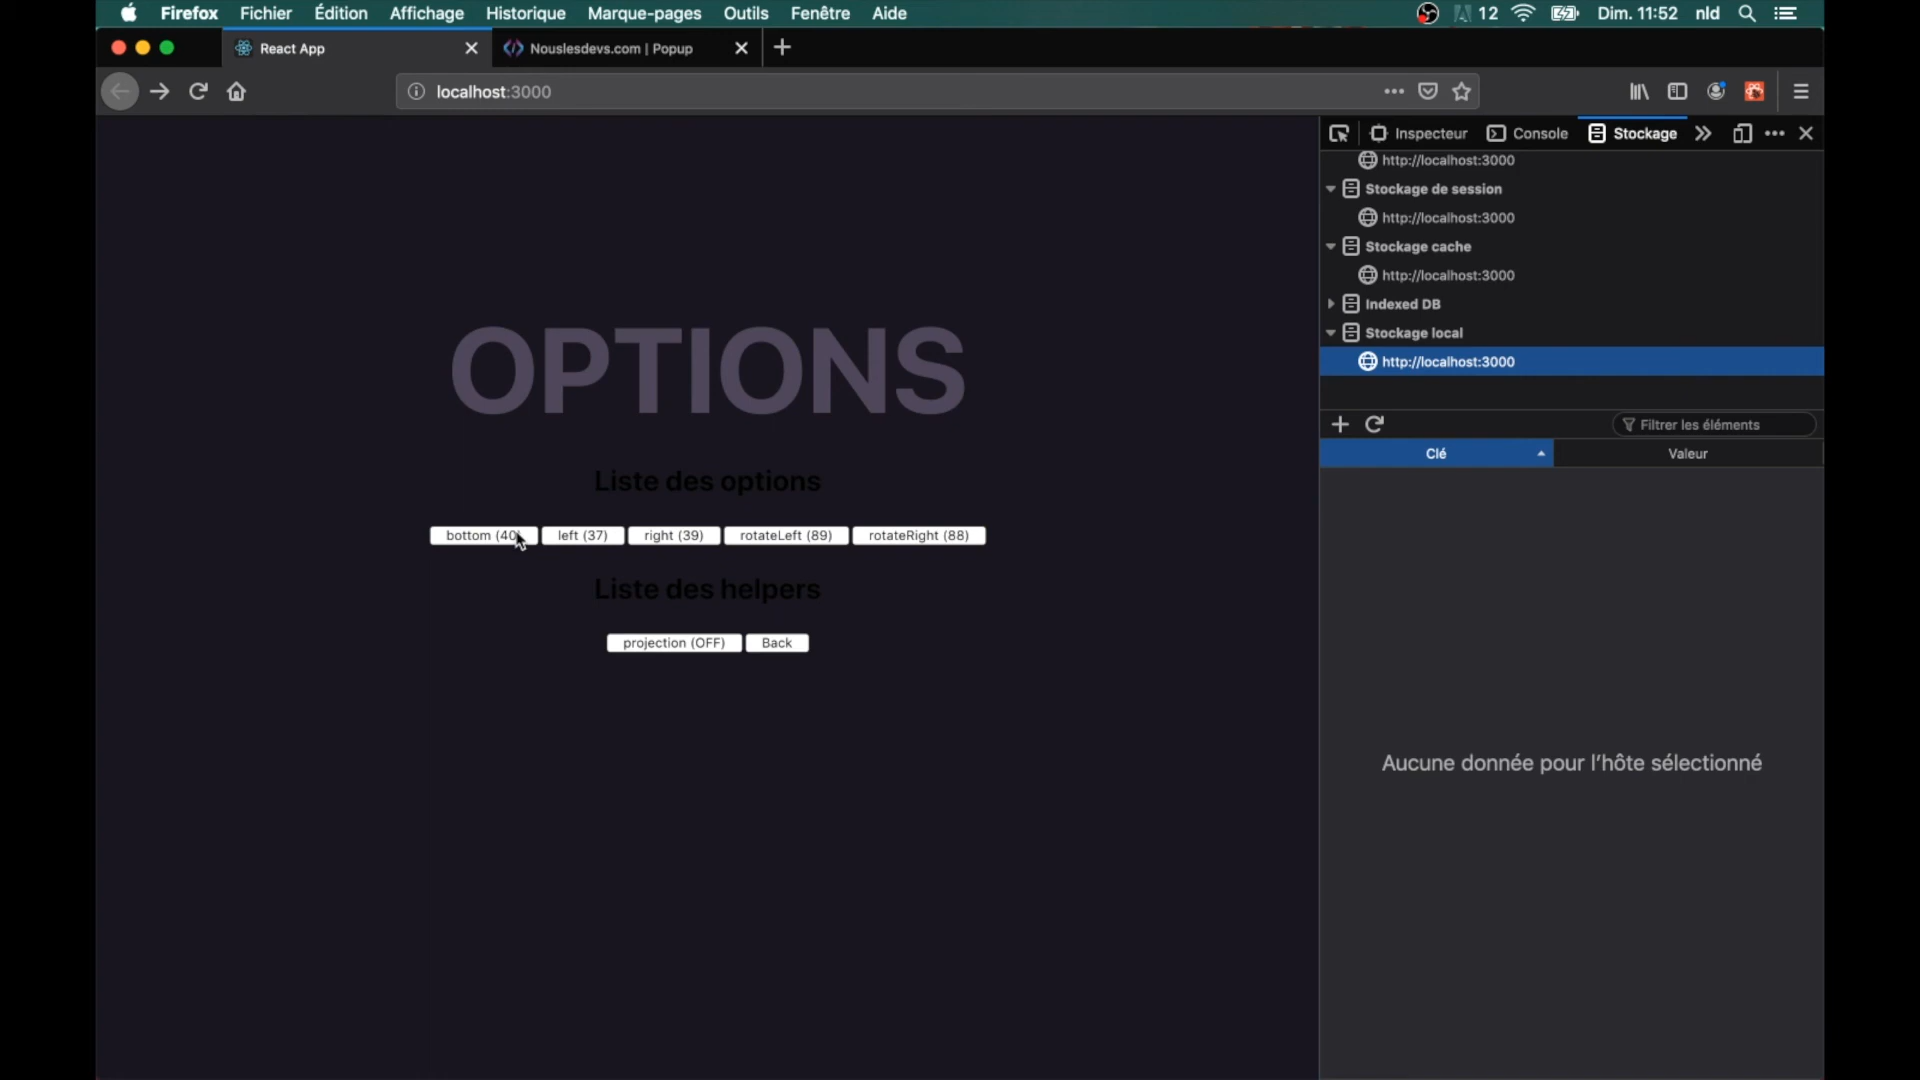 Firefox Fichier Édition Affichage Historique Marque-pages Outils Fenêtre Aide 12 Dim. 11:52 nld
React App Nouslesdevs.com | Popup
localhost:3000
Inspecteur Console Stockage
http://localhost:3000
Stockage de session
http://localhost:3000
Stockage cache
http://localhost:3000
Indexed DB
Stockage local
http://localhost:3000
Filtrer les éléments
Clé Valeur
Aucune donnée pour l’hôte sélectionné
OPTIONS
Liste des options
bottom (40) left (37) right (39) rotateLeft (89) rotateRight (88)
Liste des helpers
projection (OFF) Back